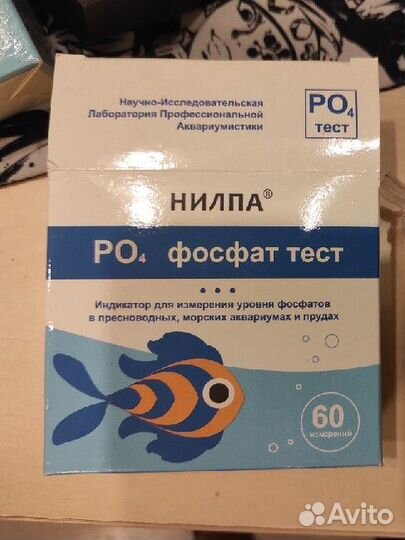 Научно-Исследовательская
Лаборатория Профессиональной
Аквариумистики
PO₄
тест
НИЛПА®
PO₄ фосфат тест
Индикатор для измерения уровня фосфатов
в пресноводных, морских аквариумах и прудах
60
измерений
Avito